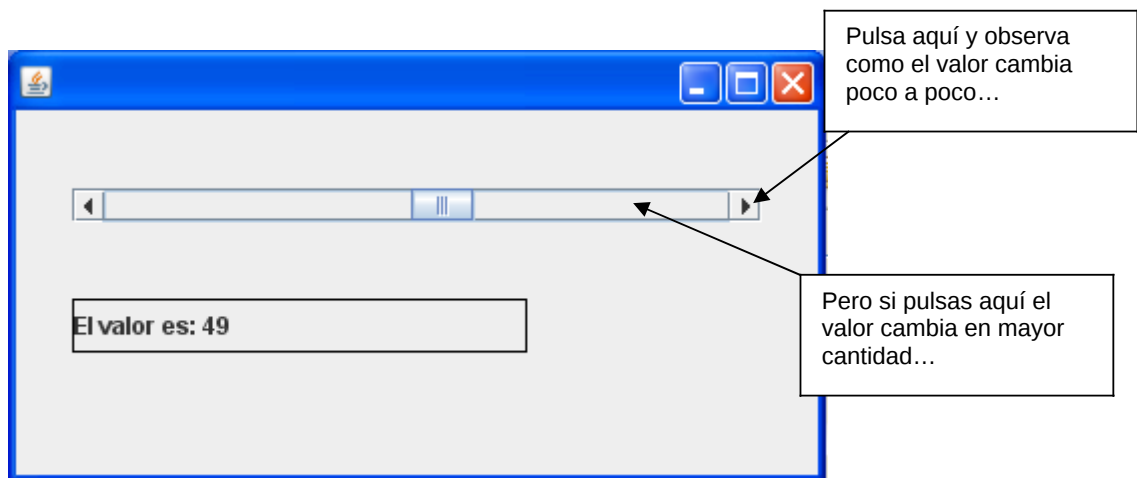 Pulsa aquí y observa
como el valor cambia
poco a poco…
El valor es: 49
Pero si pulsas aquí el
valor cambia en mayor
cantidad…